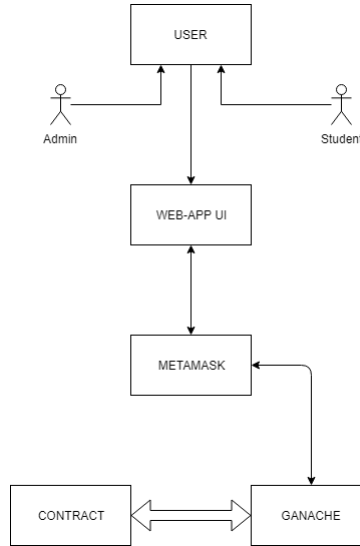 USER
Admin
Student
WEB-APP UI
METAMASK
CONTRACT
GANACHE